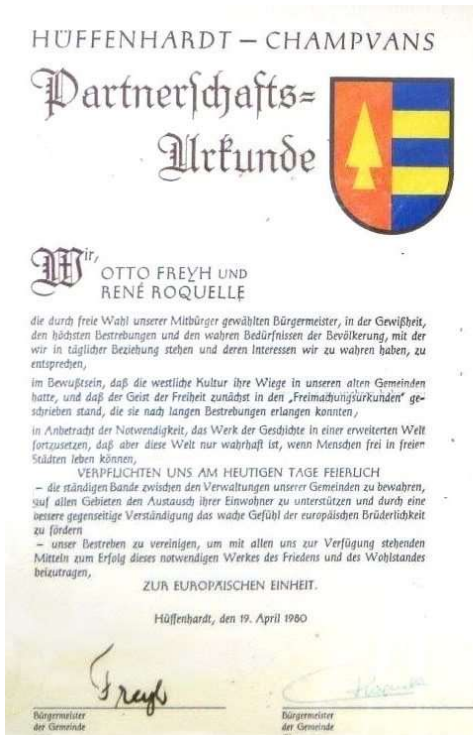 HÜFFENHARDT – CHAMPVANS
Partnerschafts=
Urkunde
Wir,
OTTO FREYH UND
RENÉ ROQUELLE
die durch freie Wahl unserer Mitbürger gewählten Bürgermeister, in der Gewißheit,
den höchsten Bestrebungen und den wahren Bedürfnissen der Bevölkerung, mit der
wir in täglicher Beziehung stehen und deren Interessen wir zu wahren haben, zu
entsprechen,
im Bewußtsein, daß die westliche Kultur ihre Wiege in unseren alten Gemeinden
hatte, und daß der Geist der Freiheit zunächst in den „Freimachungsurkunden" ge-
schrieben stand, die sie nach langen Bestrebungen erlangen konnten,
in Anbetracht der Notwendigkeit, das Werk der Geschichte in einer erweiterten Welt
fortzusetzen, daß aber diese Welt nur wahrhaft ist, wenn Menschen frei in freien
Städten leben können,
VERPFLICHTEN UNS AM HEUTIGEN TAGE FEIERLICH
– die ständigen Bande zwischen den Verwaltungen unserer Gemeinden zu bewahren,
auf allen Gebieten den Austausch ihrer Einwohner zu unterstützen und durch eine
bessere gegenseitige Verständigung das wache Gefühl der europäischen Brüderlichkeit
zu fördern
– unser Bestreben zu vereinigen, um mit allen uns zur Verfügung stehenden
Mitteln zum Erfolg dieses notwendigen Werkes des Friedens und des Wohlstandes
beizutragen,
ZUR EUROPÄISCHEN EINHEIT.
Hüffenhardt, den 19. April 1980
Freyh
Bürgermeister
der Gemeinde
Bürgermeister
der Gemeinde